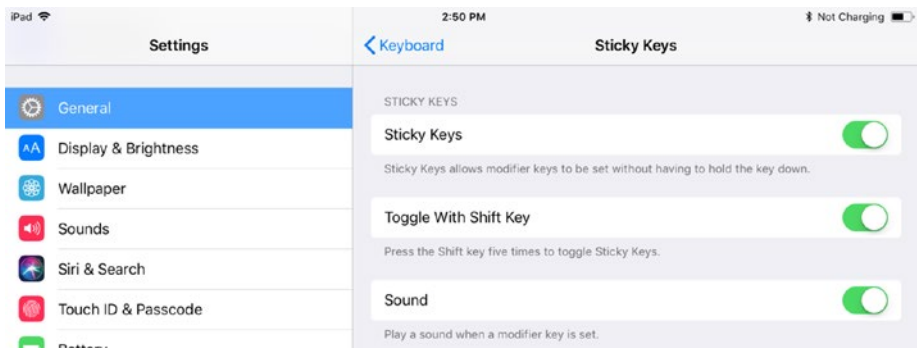 iPad 2:50 PM Not Charging
Settings Keyboard Sticky Keys
General
Display & Brightness
Wallpaper
Sounds
Siri & Search
Touch ID & Passcode
Battery
STICKY KEYS
Sticky Keys
Sticky Keys allows modifier keys to be set without having to hold the key down.
Toggle With Shift Key
Press the Shift key five times to toggle Sticky Keys.
Sound
Play a sound when a modifier key is set.